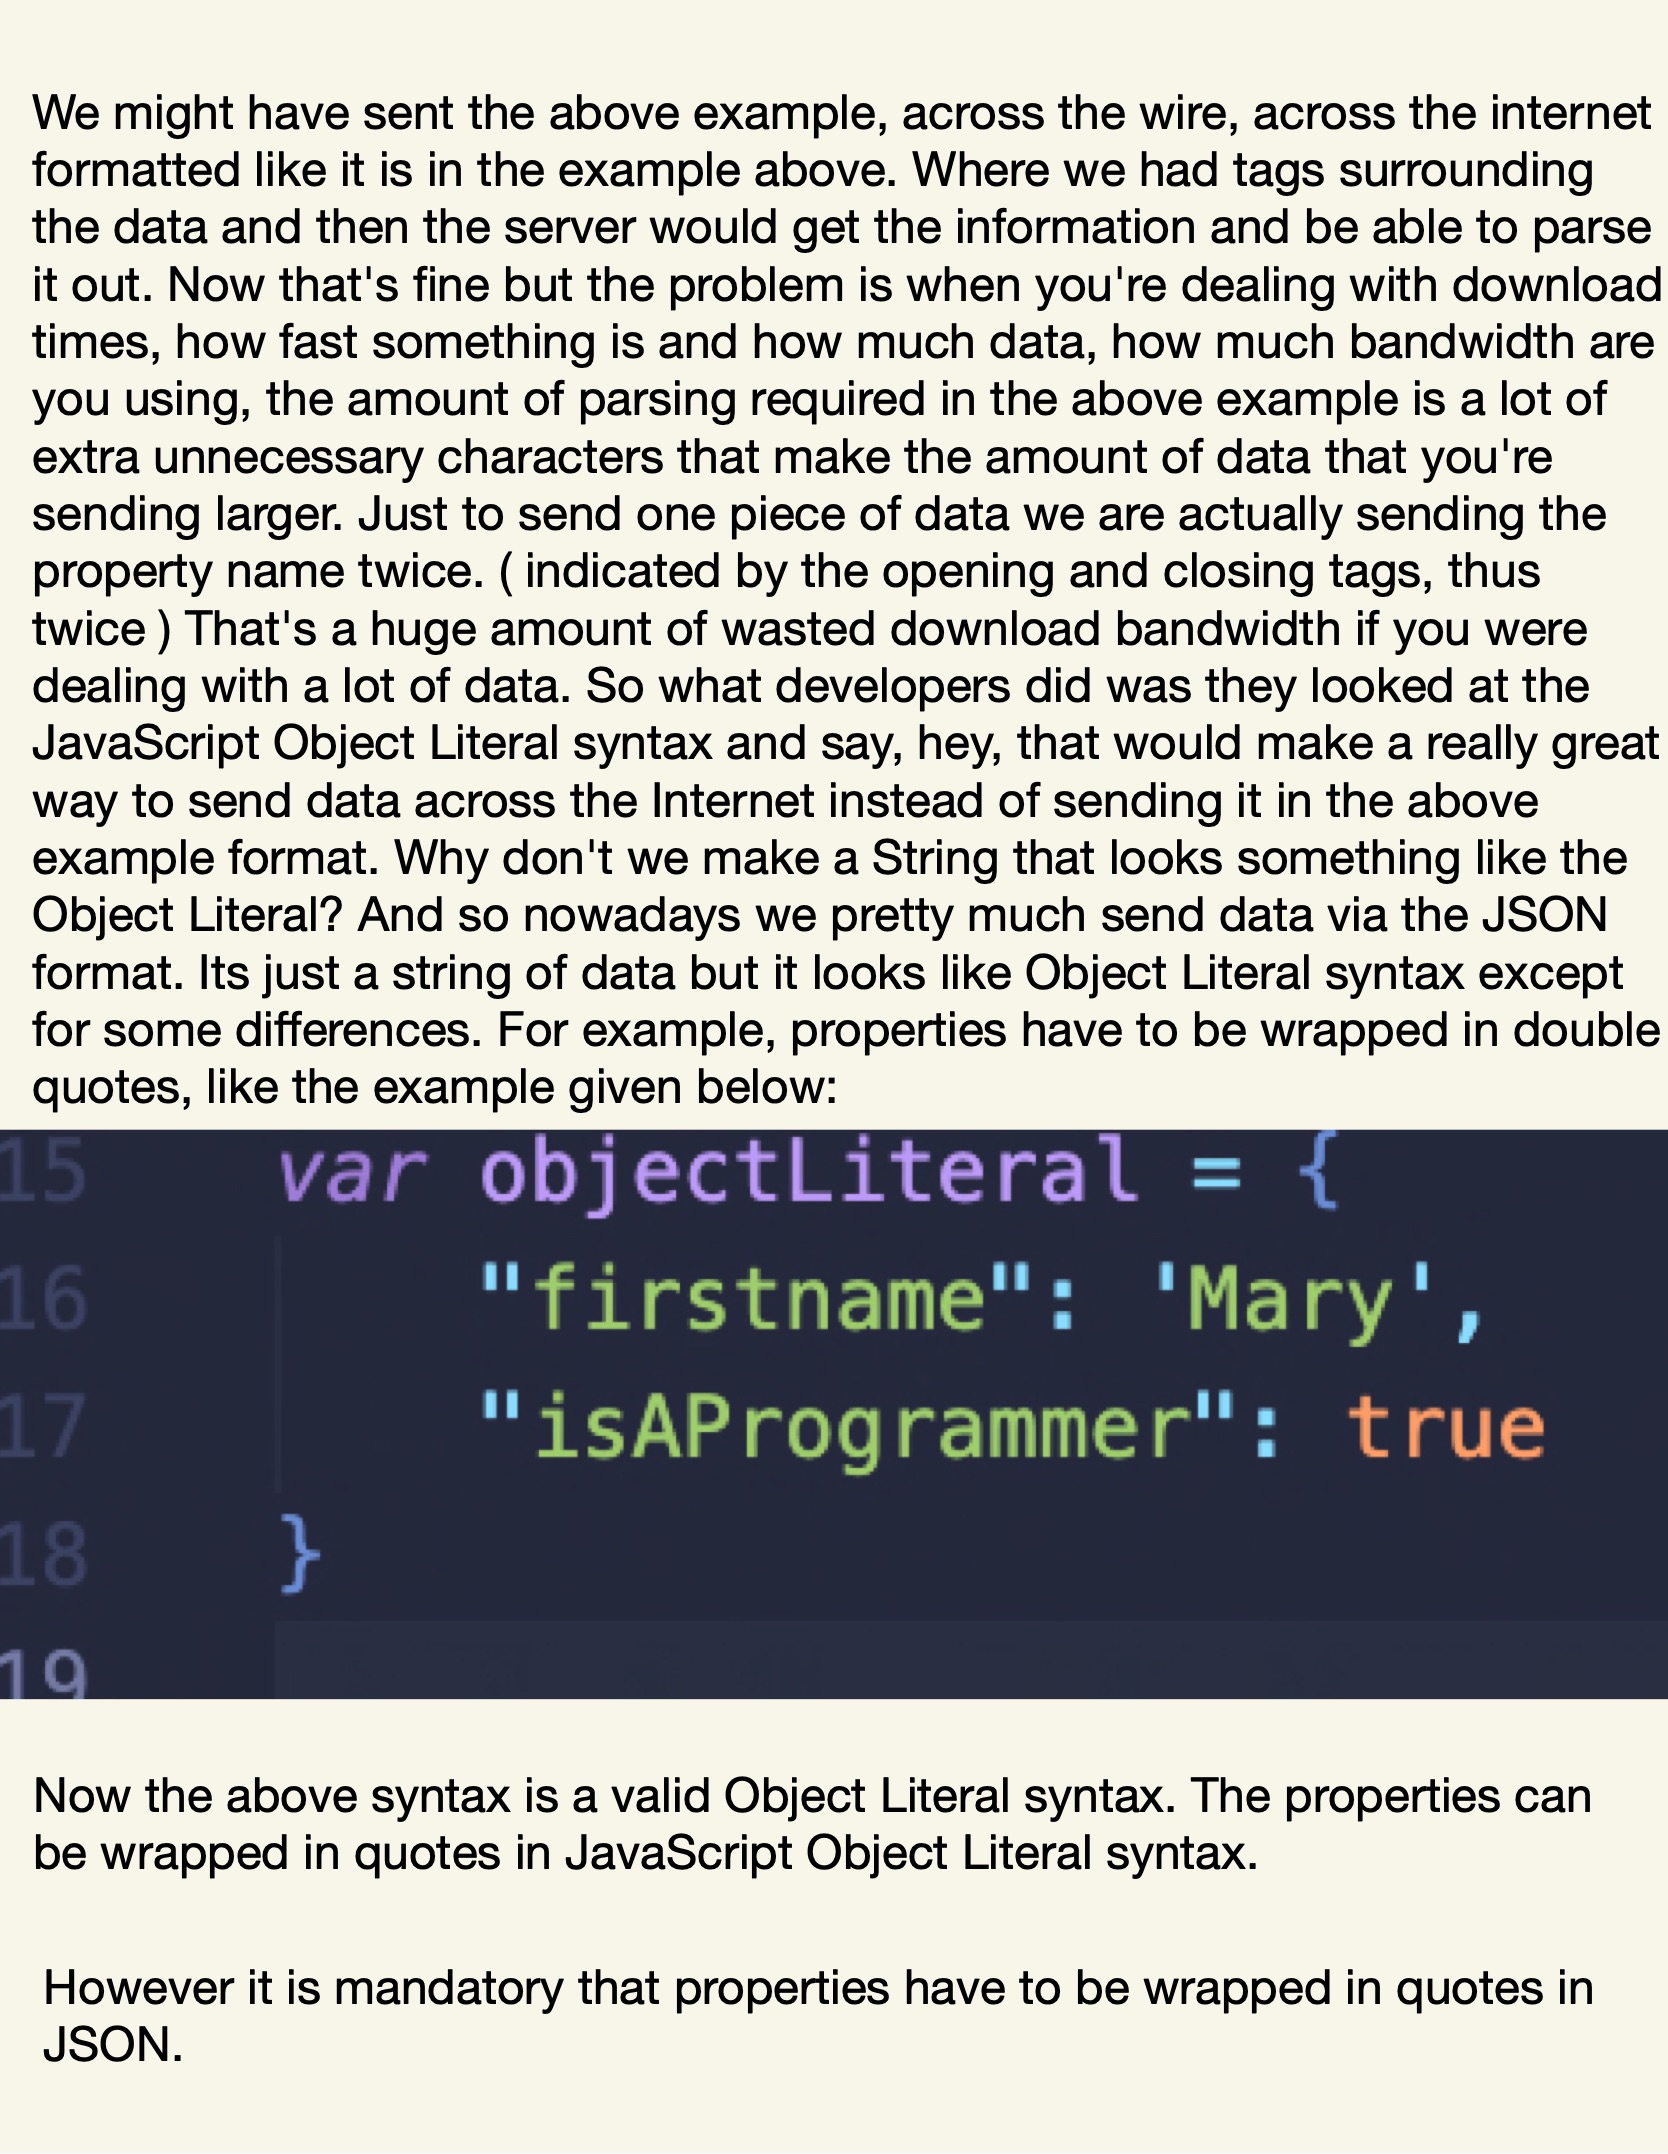 We might have sent the above example, across the wire, across the internet
formatted like it is in the example above. Where we had tags surrounding
the data and then the server would get the information and be able to parse
it out. Now that's fine but the problem is when you're dealing with download
times, how fast something is and how much data, how much bandwidth are
you using, the amount of parsing required in the above example is a lot of
extra unnecessary characters that make the amount of data that you're
sending larger. Just to send one piece of data we are actually sending the
property name twice. ( indicated by the opening and closing tags, thus
twice ) That's a huge amount of wasted download bandwidth if you were
dealing with a lot of data. So what developers did was they looked at the
JavaScript Object Literal syntax and say, hey, that would make a really great
way to send data across the Internet instead of sending it in the above
example format. Why don't we make a String that looks something like the
Object Literal? And so nowadays we pretty much send data via the JSON
format. Its just a string of data but it looks like Object Literal syntax except
for some differences. For example, properties have to be wrapped in double
quotes, like the example given below:
15 var objectLiteral = {
16 "firstname": 'Mary',
17 "isAProgrammer": true
18 }
19
Now the above syntax is a valid Object Literal syntax. The properties can
be wrapped in quotes in JavaScript Object Literal syntax.
However it is mandatory that properties have to be wrapped in quotes in
JSON.